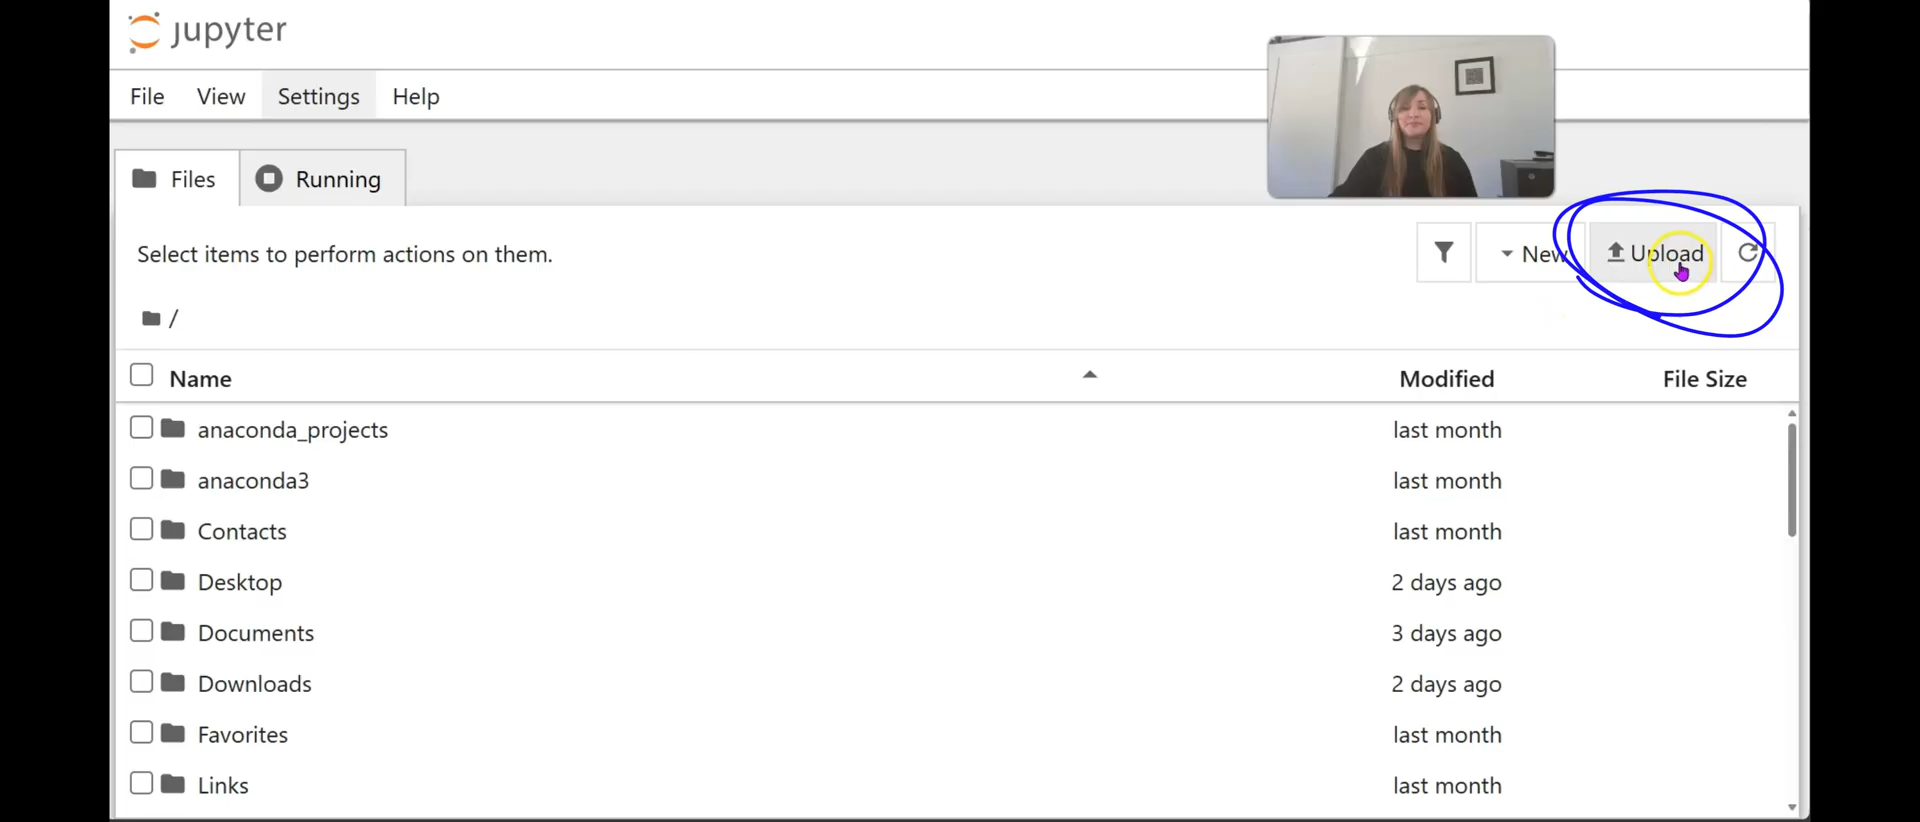 jupyter
File View Settings Help
Files Running
Select items to perform actions on them.
New Upload
/
Name Modified File Size
anaconda_projects last month
anaconda3 last month
Contacts last month
Desktop 2 days ago
Documents 3 days ago
Downloads 2 days ago
Favorites last month
Links last month